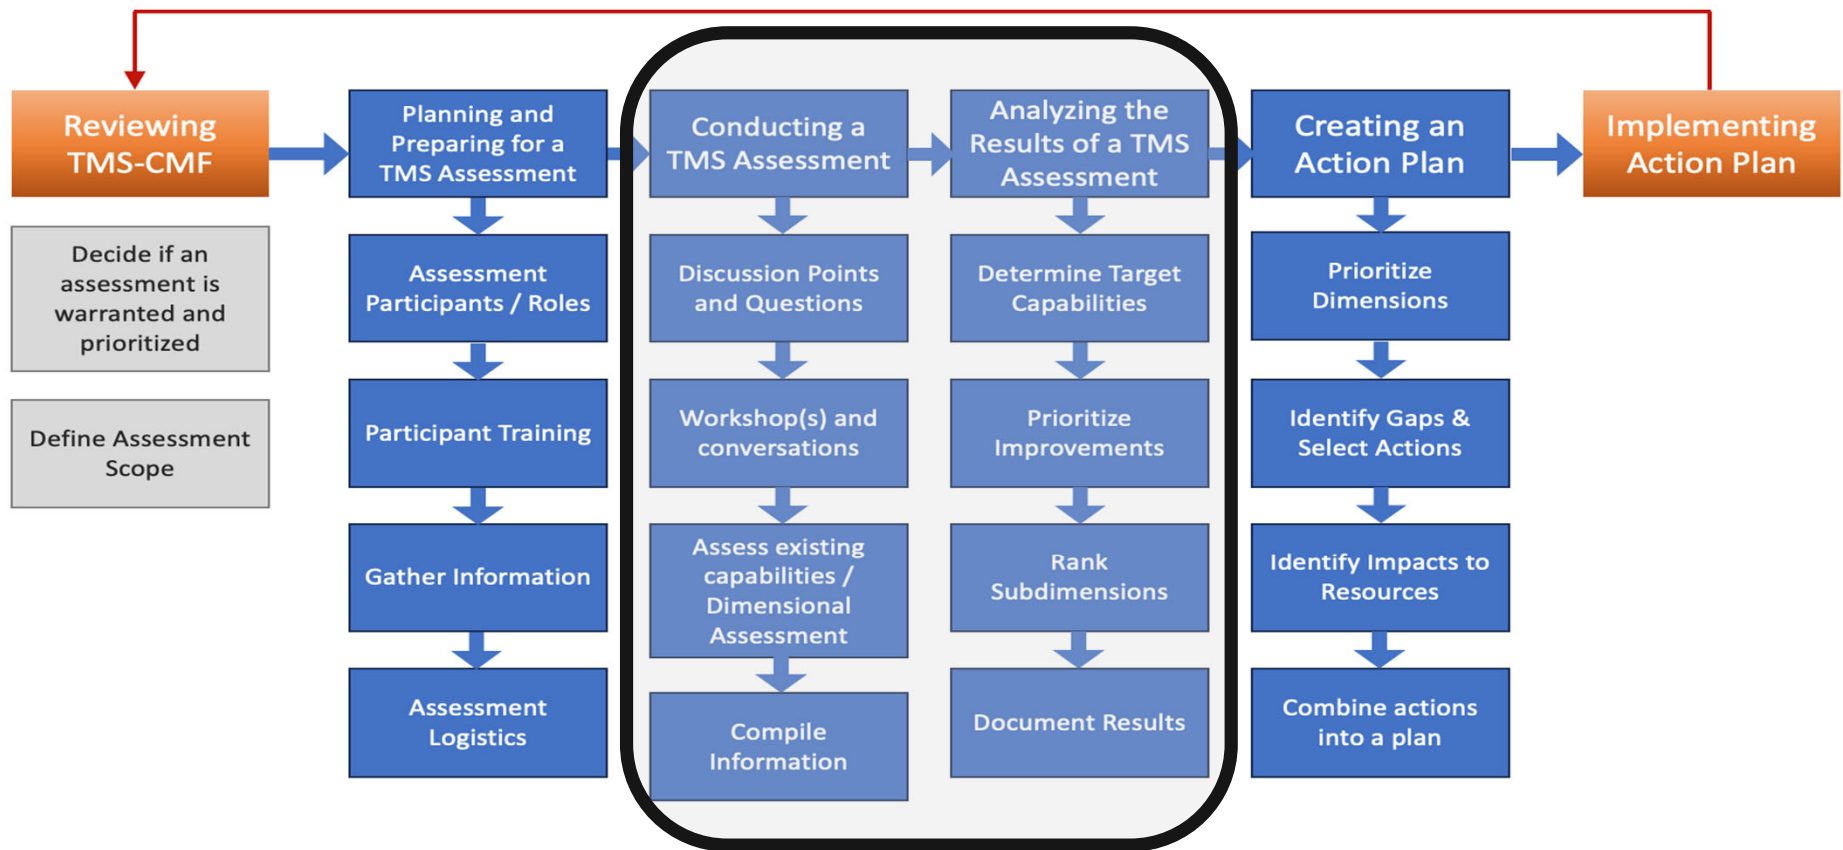 Reviewing
TMS-CMF
Decide if an
assessment is
warranted and
prioritized
Define Assessment
Scope
Planning and
Preparing for a
TMS Assessment
Assessment
Participants / Roles
Participant Training
Gather Information
Assessment
Logistics
Conducting a
TMS Assessment
Discussion Points
and Questions
Workshop(s) and
conversations
Assess existing
capabilities /
Dimensional
Assessment
Compile
Information
Analyzing the
Results of a TMS
Assessment
Determine Target
Capabilities
Prioritize
Improvements
Rank
Subdimensions
Document Results
Creating an
Action Plan
Prioritize
Dimensions
Identify Gaps &
Select Actions
Identify Impacts to
Resources
Combine actions
into a plan
Implementing
Action Plan